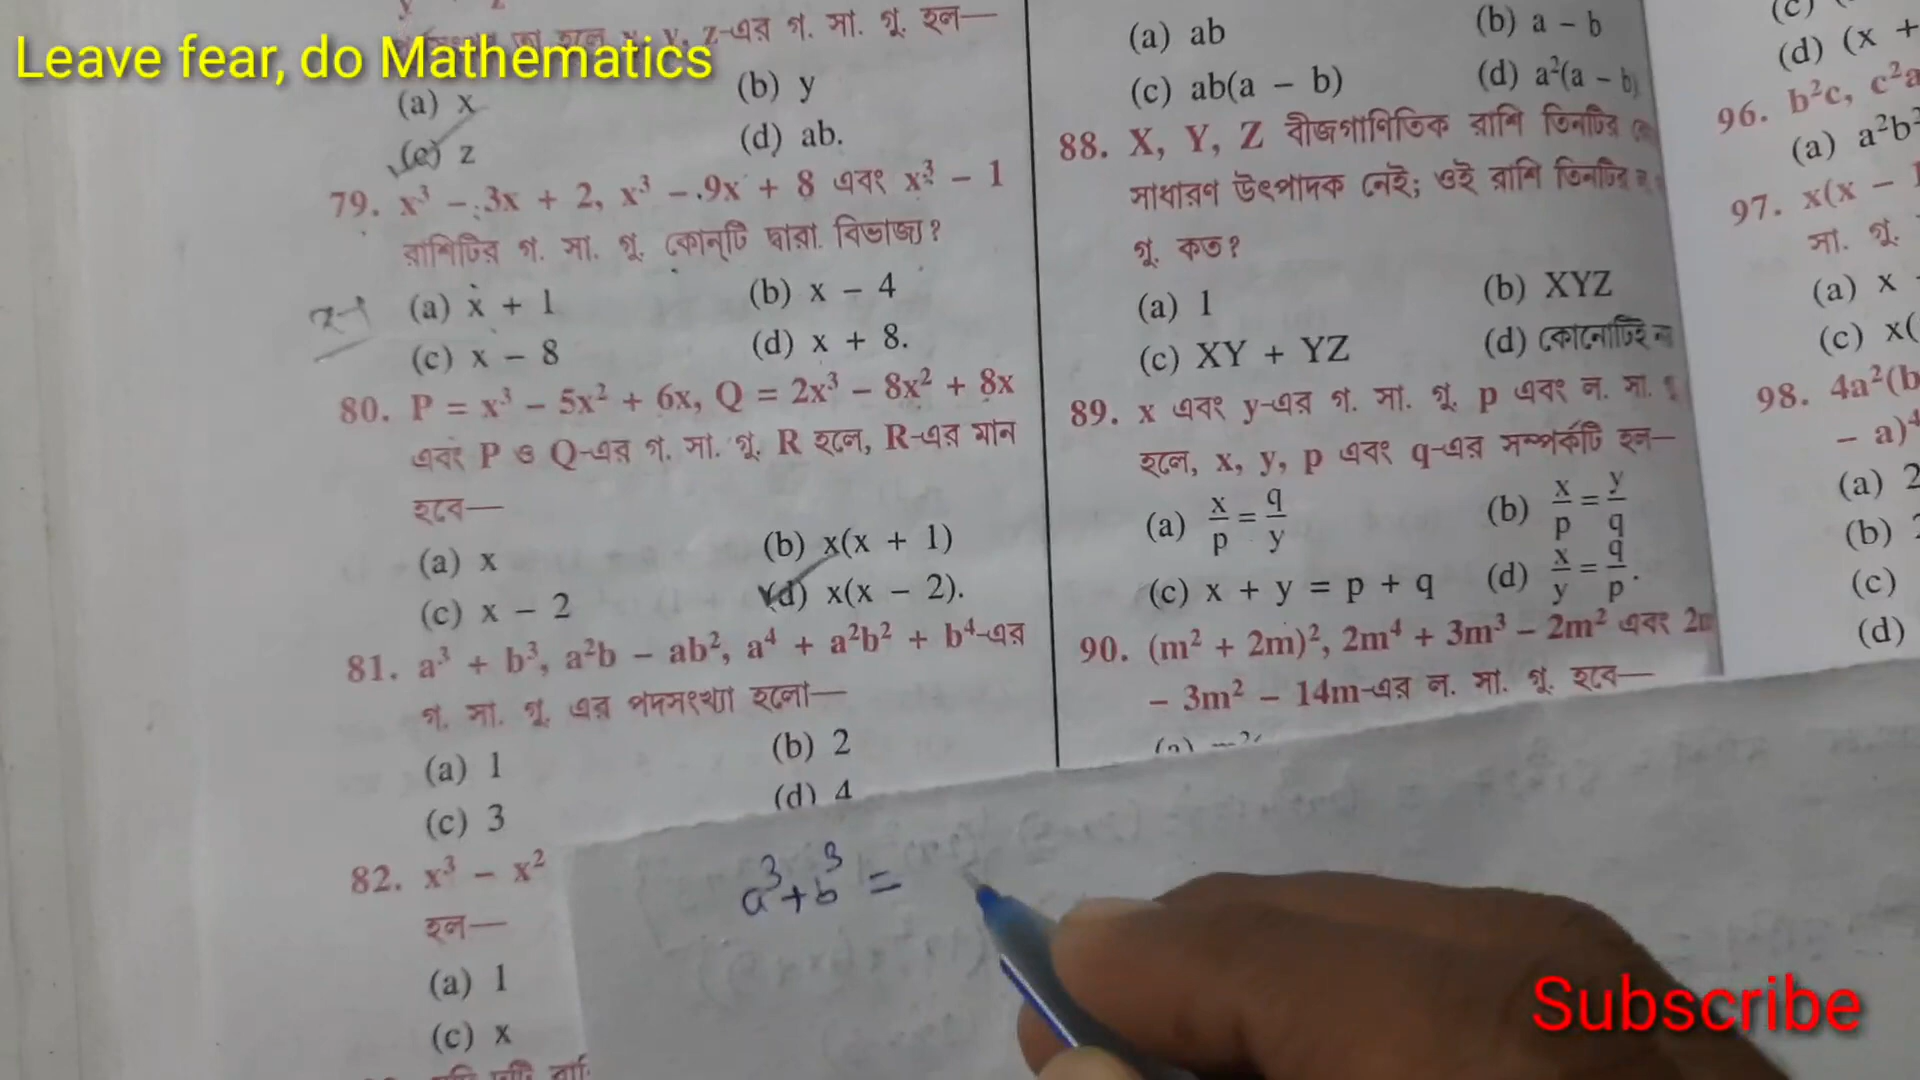 Leave fear, do Mathematics
z-এর গ. সা. গু. হল—
(a) x
(b) y
(c) z
(d) ab.
79. x³ – 3x + 2, x³ – 9x + 8 এবং x³ – 1
রাশিটির গ. সা. গু. কোন্‌টি দ্বারা বিভাজ্য?
x-1
(a) x + 1
(b) x – 4
(c) x – 8
(d) x + 8.
80. P = x³ – 5x² + 6x, Q = 2x³ – 8x² + 8x
এবং P ও Q-এর গ. সা. গু. R হলে, R-এর মান
হবে—
(a) x
(b) x(x + 1)
(c) x – 2
(d) x(x – 2).
81. a³ + b³, a²b – ab², a⁴ + a²b² + b⁴-এর
গ. সা. গু. এর পদসংখ্যা হলো—
(a) 1
(b) 2
(c) 3
(d) 4
82. x³ – x²
হল—
(a) 1
(c) x
a³+b³ =
(a) ab
(b) a – b
(c) ab(a – b)
(d) a²(a – b)
88. X, Y, Z বীজগাণিতিক রাশি তিনটির
সাধারণ উৎপাদক নেই; ওই রাশি তিনটির
গু. কত?
(a) 1
(b) XYZ
(c) XY + YZ
(d) কোনোটিই
89. x এবং y-এর গ. সা. গু. p এবং ল. সা.
হলে, x, y, p এবং q-এর সম্পর্কটি হল—
(a) x/p = q/y
(b) x/p = y/q
(c) x + y = p + q
(d) x/y = q/p.
90. (m² + 2m)², 2m⁴ + 3m³ – 2m² এবং
– 3m² – 14m-এর ল. সা. গু. হবে—
(d) (x +
96. b²c, c²a
(a) a²b²
97. x(x –
সা. গু.
(a) x
(c) x(
98. 4a²(b
– a)⁴
(a) 2
(b)
(c)
(d)
Subscribe